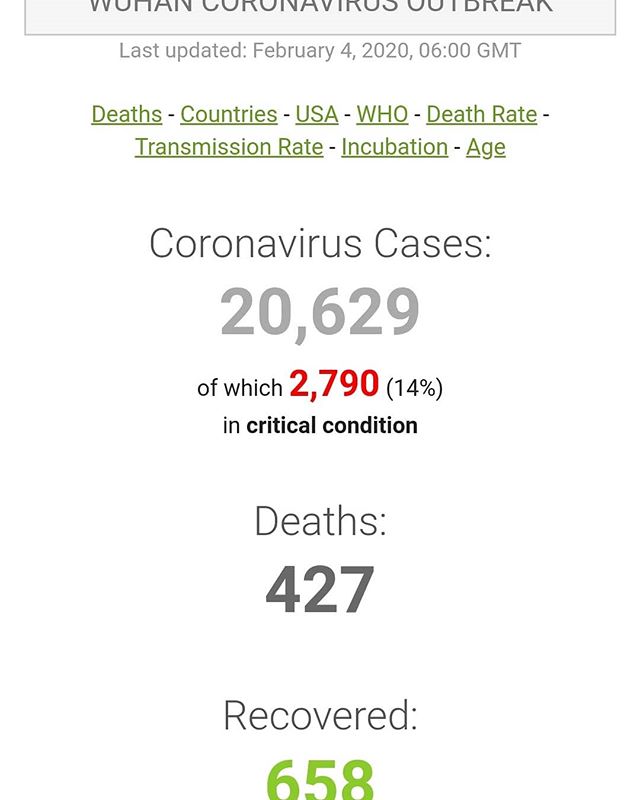 WUHAN CORONAVIRUS OUTBREAK
Last updated: February 4, 2020, 06:00 GMT
Deaths - Countries - USA - WHO - Death Rate -
Transmission Rate - Incubation - Age
Coronavirus Cases:
20,629
of which 2,790 (14%)
in critical condition
Deaths:
427
Recovered:
658